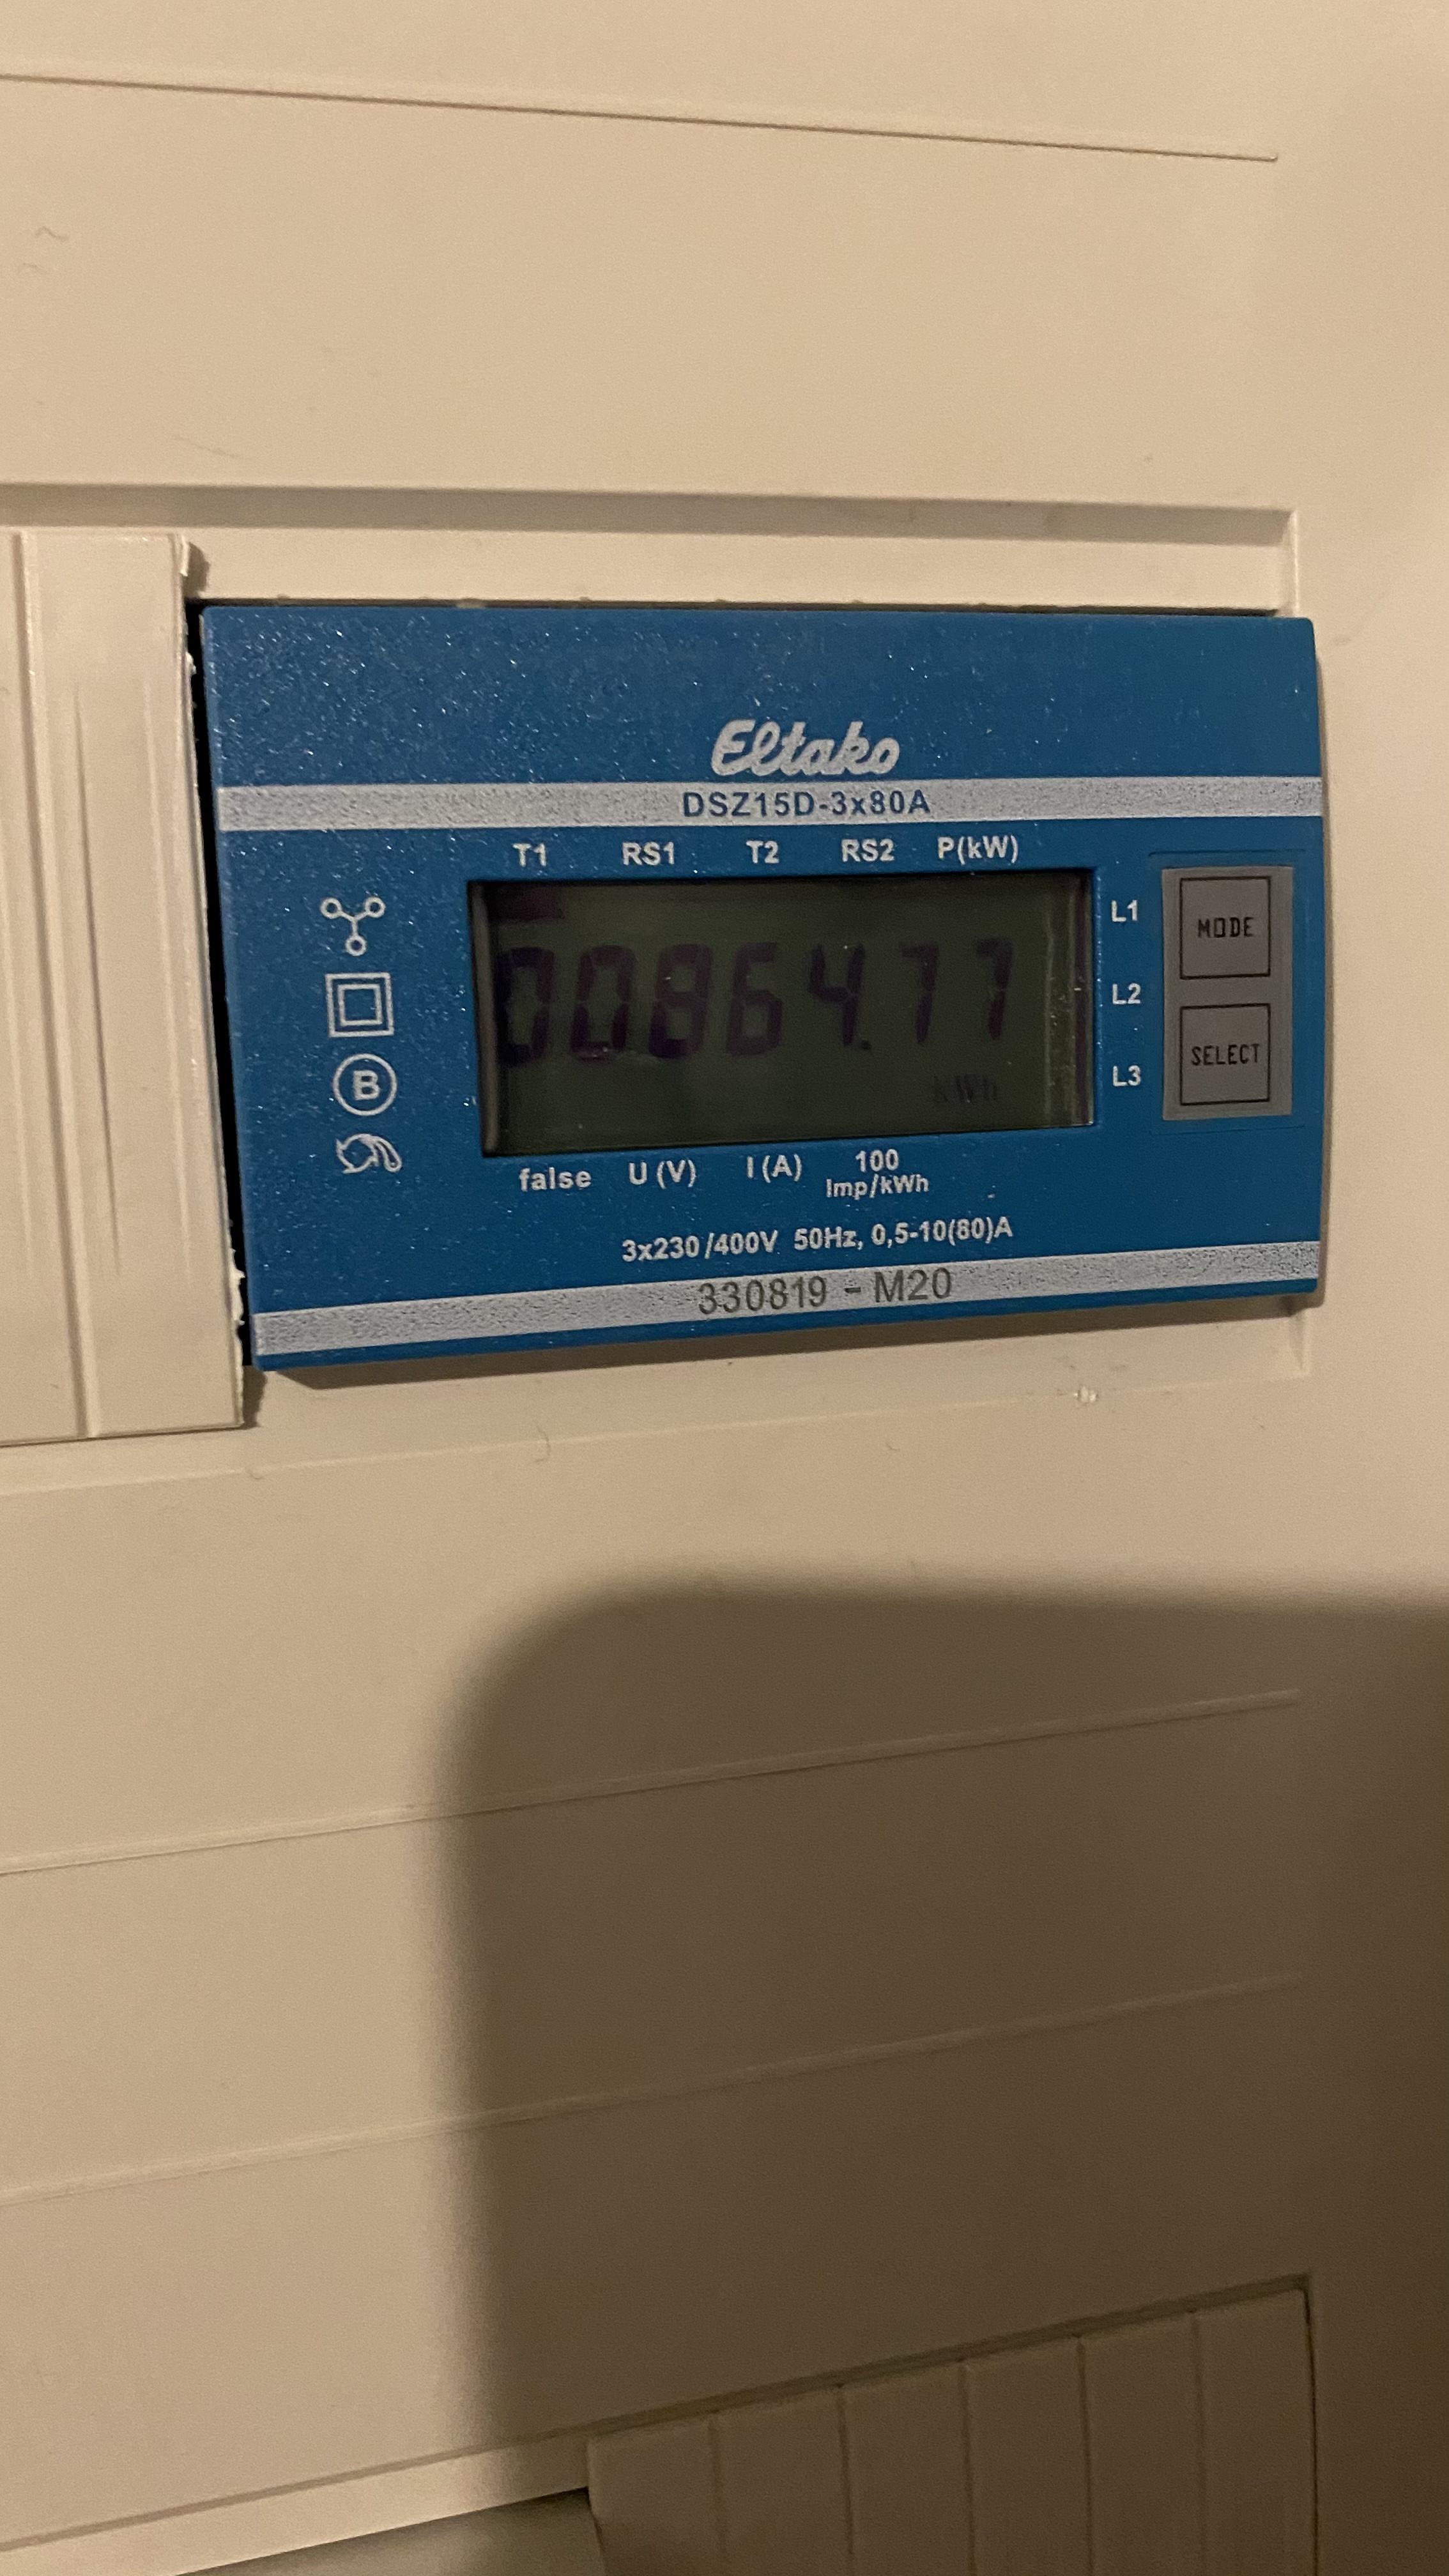 Eltako
DSZ15D-3x80A
T1 RS1 T2 RS2 P(kW)
L1
MODE
00864.77
L2
B
SELECT
kWh
L3
false U (V) I (A) 100 Imp/kWh
3x230/400V 50Hz, 0,5-10(80)A
330819 - M20